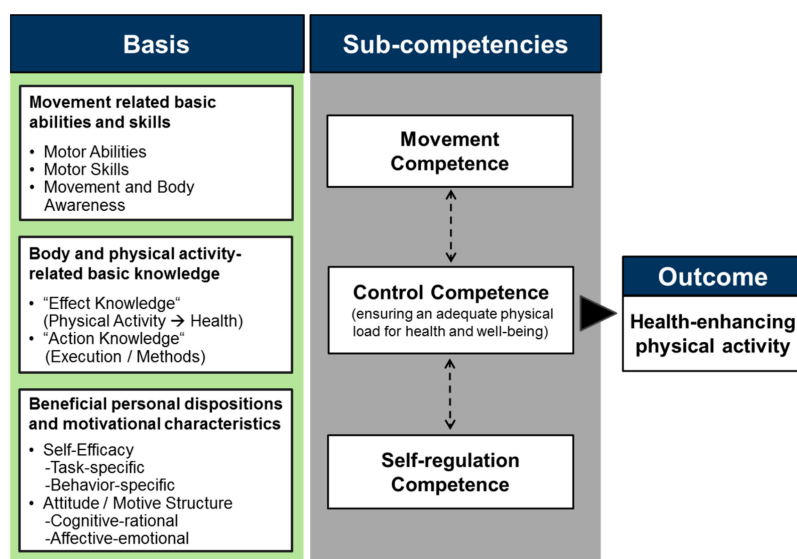 Basis
Movement related basic
abilities and skills
• Motor Abilities
• Motor Skills
• Movement and Body
Awareness
Body and physical activity-
related basic knowledge
• “Effect Knowledge“
(Physical Activity → Health)
• “Action Knowledge“
(Execution / Methods)
Beneficial personal dispositions
and motivational characteristics
• Self-Efficacy
-Task-specific
-Behavior-specific
• Attitude / Motive Structure
-Cognitive-rational
-Affective-emotional
Sub-competencies
Movement
Competence
Control Competence
(ensuring an adequate physical
load for health and well-being)
Self-regulation
Competence
Outcome
Health-enhancing
physical activity